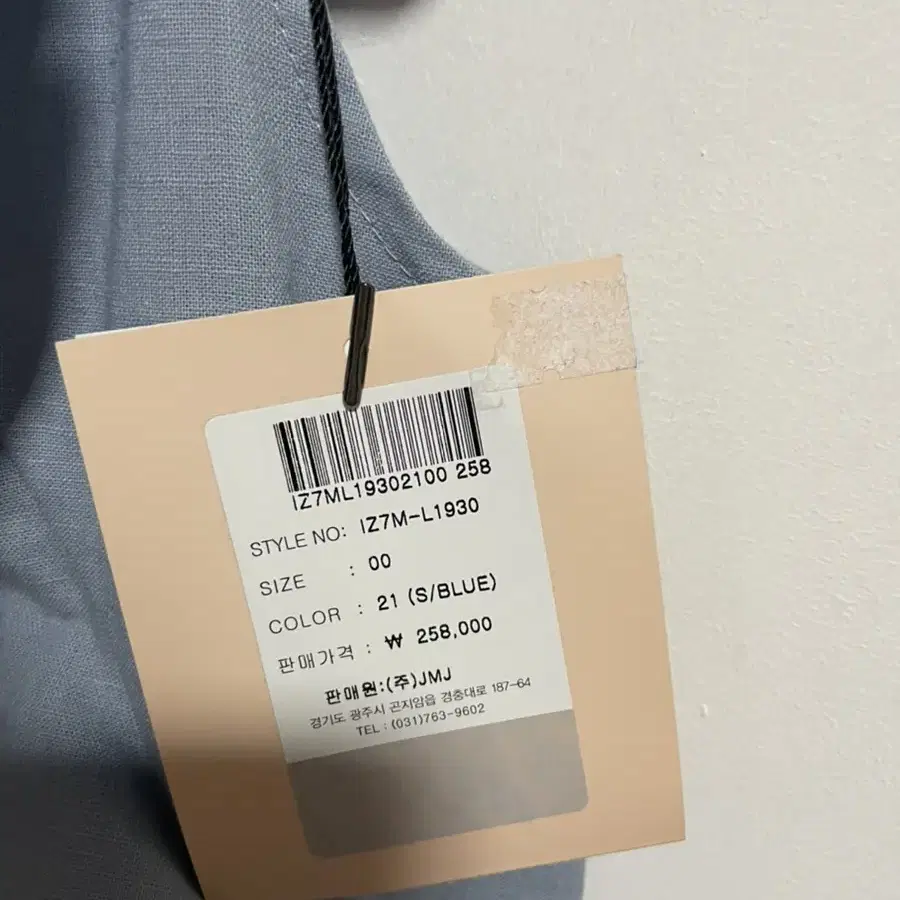 IZ7ML19302100 258
STYLE NO: IZ7M-L1930
SIZE : 00
COLOR : 21 (S/BLUE)
판매가격 : ₩ 258,000
판매원:(주)JMJ
경기도 광주시 곤지암읍 경충대로 187-64
TEL : (031)763-9602